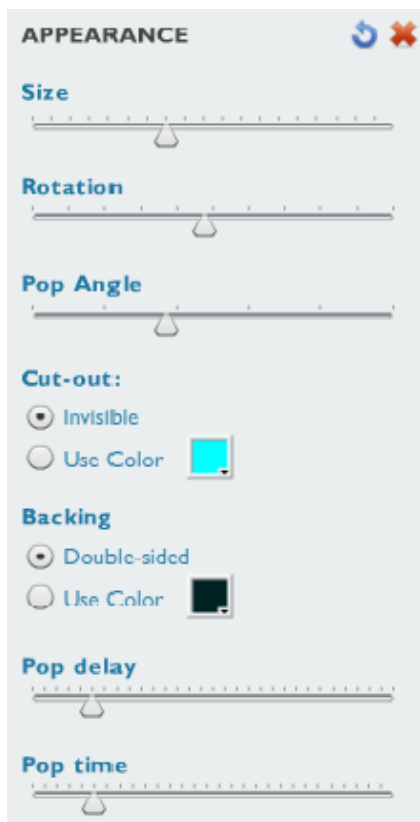 APPEARANCE
Size
Rotation
Pop Angle
Cut-out:
Invisible
Use Color
Backing
Double-sided
Use Color
Pop delay
Pop time